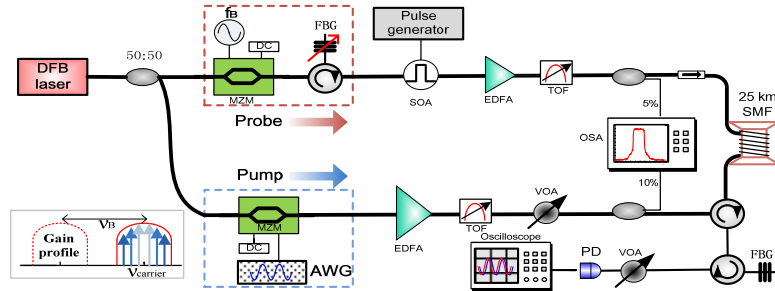 Pulse
generator
fB
DC
FBG
50:50
DFB
laser
MZM
SOA
EDFA
TOF
5%
25 km
SMF
Probe
OSA
Pump
10%
VOA
MZM
DC
AWG
EDFA
TOF
Oscilloscope
PD
VOA
FBG
νB
Gain
profile
νcarrier